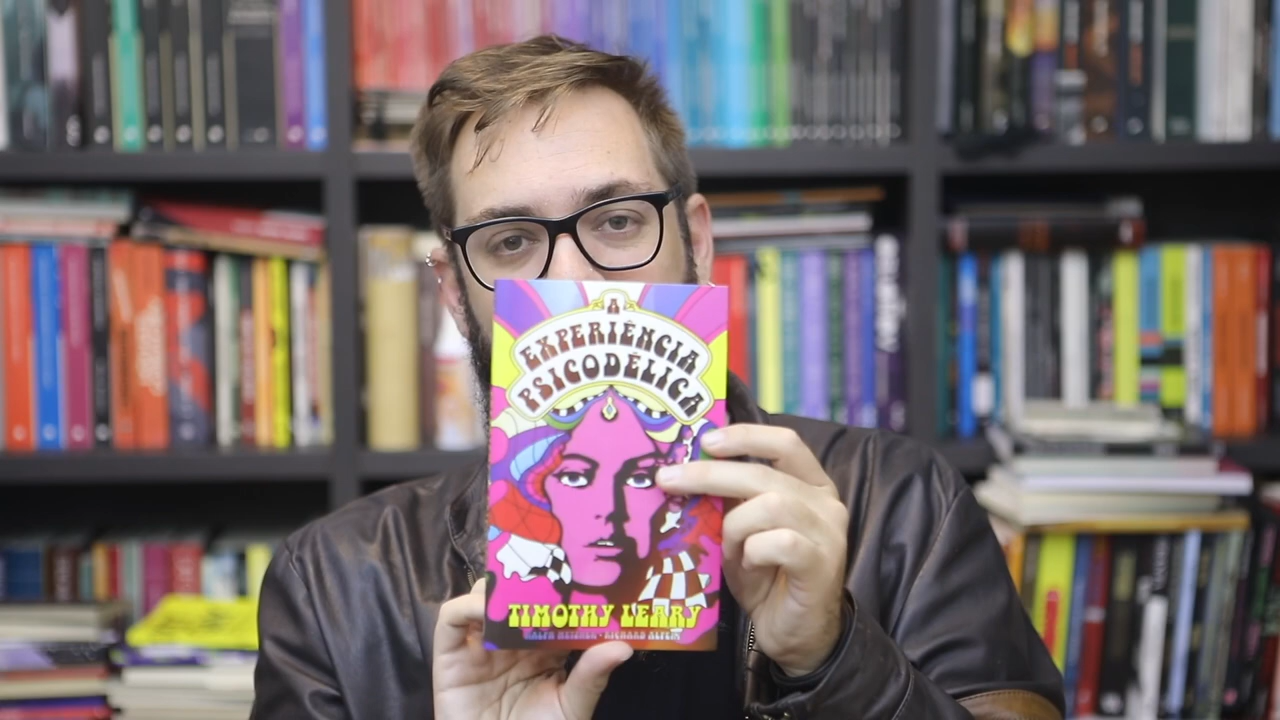 A
EXPERIÊNCIA
PSICODÉLICA
TIMOTHY LEARY
RALPH METZNER • RICHARD ALPERT